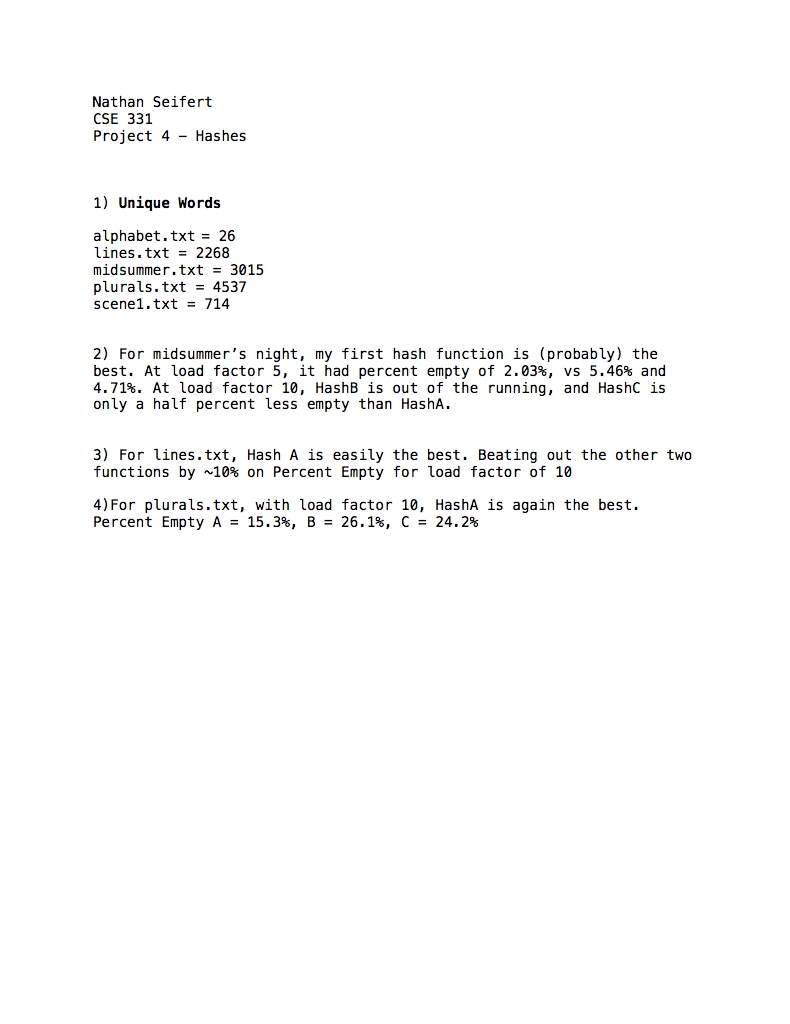 Nathan Seifert
CSE 331
Project 4 – Hashes
1) Unique Words
alphabet.txt = 26
lines.txt = 2268
midsummer.txt = 3015
plurals.txt = 4537
scene1.txt = 714
2) For midsummer’s night, my first hash function is (probably) the
best. At load factor 5, it had percent empty of 2.03%, vs 5.46% and
4.71%. At load factor 10, HashB is out of the running, and HashC is
only a half percent less empty than HashA.
3) For lines.txt, Hash A is easily the best. Beating out the other two
functions by ~10% on Percent Empty for load factor of 10
4)For plurals.txt, with load factor 10, HashA is again the best.
Percent Empty A = 15.3%, B = 26.1%, C = 24.2%